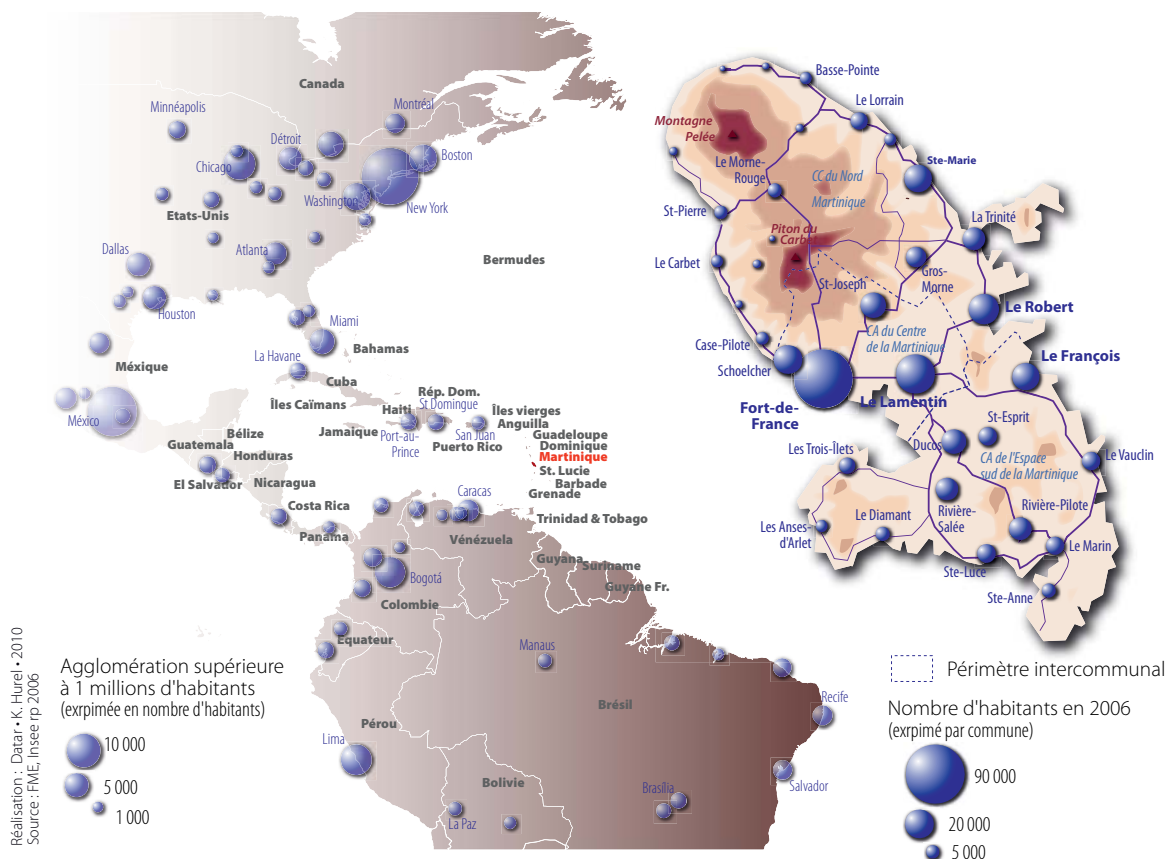 Canada
Minnéapolis
Montréal
Détroit
Boston
Chicago
Washington
New York
Etats-Unis
Dallas
Atlanta
Bermudes
Houston
Miami
La Havane
Bahamas
Méxique
Cuba
Rép. Dom.
Îles Caïmans
Haiti
St Domingue
Îles vierges
Anguilla
México
Jamaique
Port-au-
Prince
San Juan
Puerto Rico
Guadeloupe
Dominique
Martinique
Bélize
Guatemala
Honduras
St. Lucie
Barbade
El Salvador
Nicaragua
Grenade
Costa Rica
Caracas
Trinidad & Tobago
Panama
Vénézuela
Guyana
Suriname
Guyane Fr.
Bogotá
Colombie
Equateur
Manaus
Brésil
Recife
Pérou
Lima
Salvador
Bolivie
Brasília
La Paz
Basse-Pointe
Le Lorrain
Montagne
Pelée
Le Morne-
Rouge
CC du Nord
Martinique
Ste-Marie
St-Pierre
La Trinité
Piton du
Carbet
Le Carbet
Gros-
Morne
St-Joseph
Le Robert
CA du Centre
de la Martinique
Case-Pilote
Schoelcher
Le François
Fort-de-
France
Le Lamentin
St-Esprit
Ducos
Les Trois-Îlets
CA de l'Espace
sud de la Martinique
Le Vauclin
Rivière-
Salée
Rivière-Pilote
Les Anses-
d'Arlet
Le Diamant
Le Marin
Ste-Luce
Ste-Anne
Réalisation : Datar • K. Hurel • 2010
Source : FME, Insee rp 2006
Agglomération supérieure
à 1 millions d'habitants
(exrpimée en nombre d'habitants)
10 000
5 000
1 000
Périmètre intercommunal
Nombre d'habitants en 2006
(exrpimé par commune)
90 000
20 000
5 000